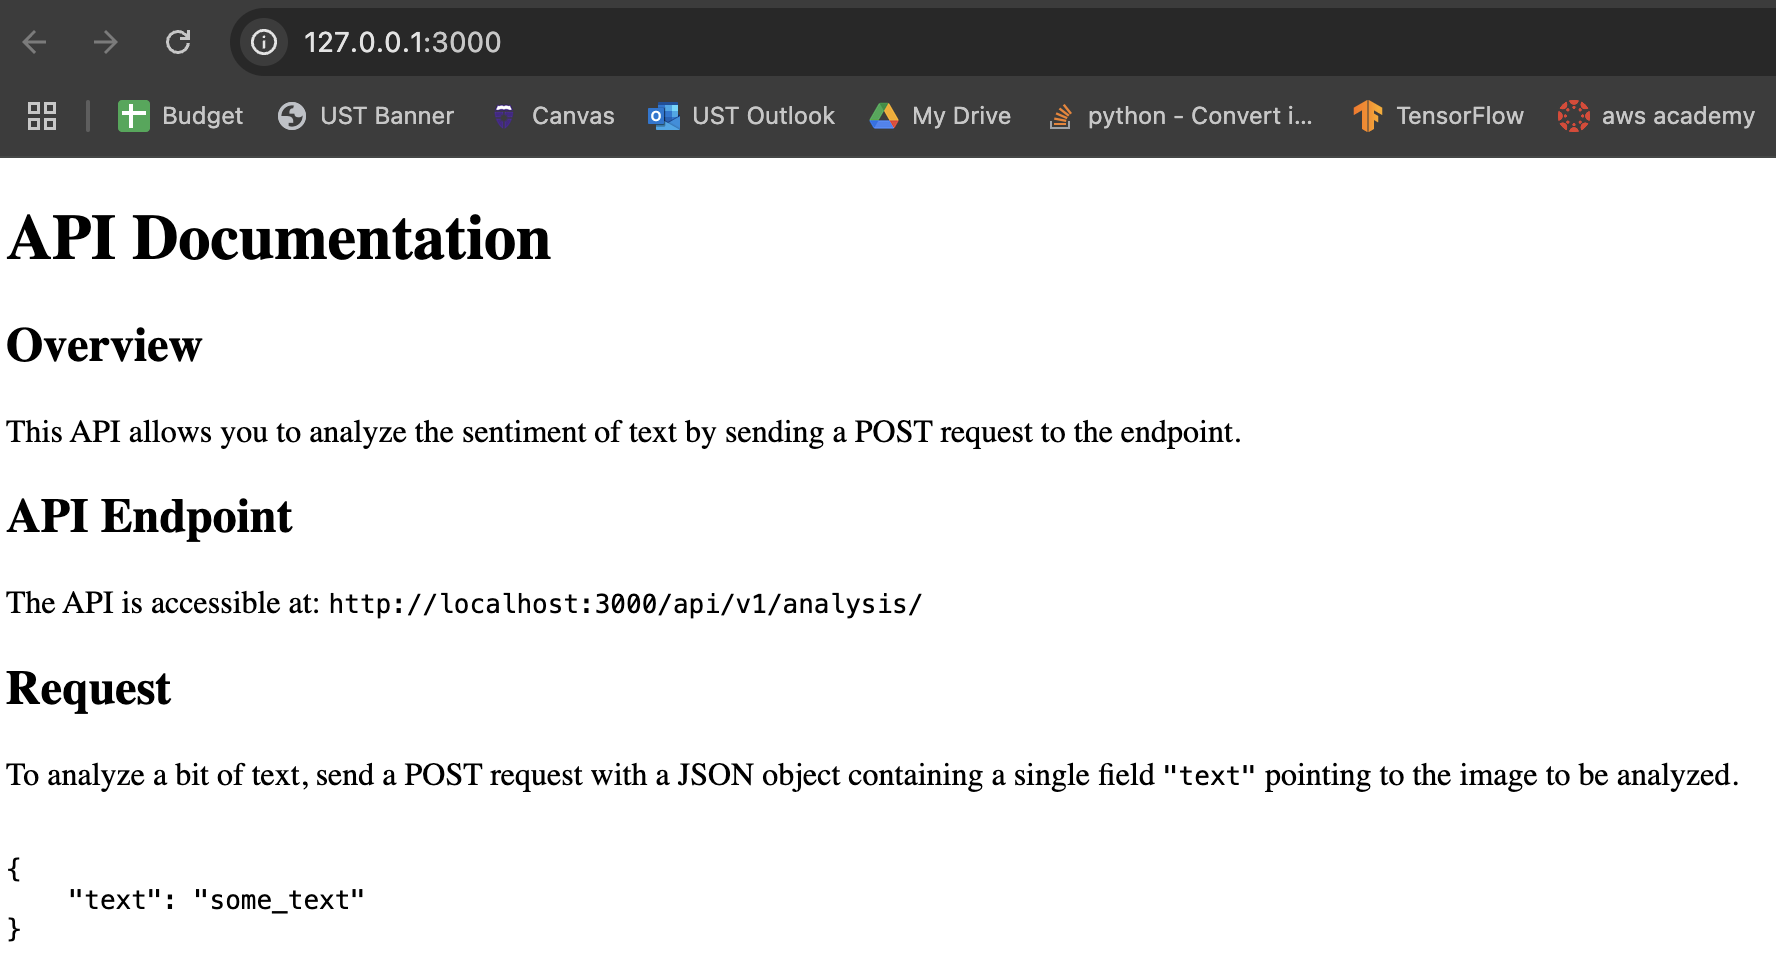 127.0.0.1:3000
Budget UST Banner Canvas UST Outlook My Drive python - Convert i... TensorFlow aws academy
API Documentation
Overview
This API allows you to analyze the sentiment of text by sending a POST request to the endpoint.
API Endpoint
The API is accessible at: http://localhost:3000/api/v1/analysis/
Request
To analyze a bit of text, send a POST request with a JSON object containing a single field "text" pointing to the image to be analyzed.
{
    "text": "some_text"
}